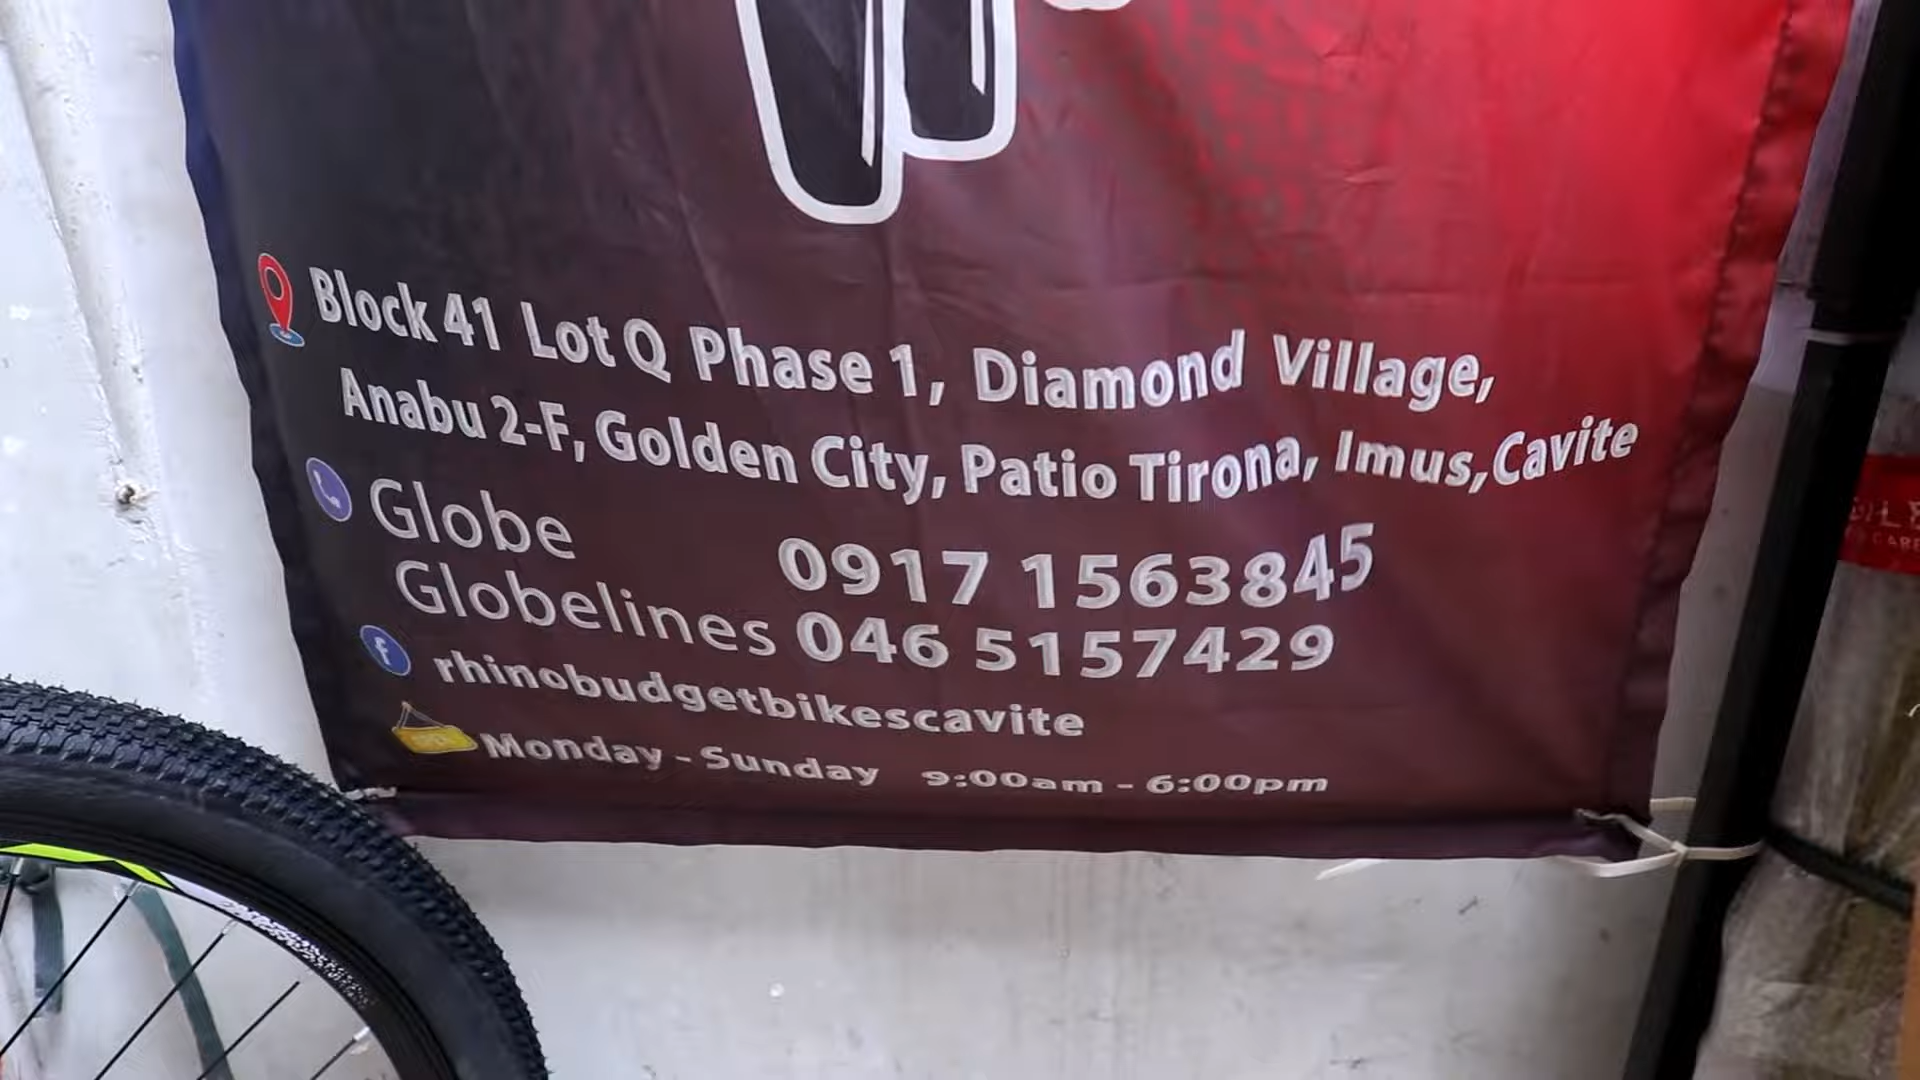 Block 41 Lot Q Phase 1, Diamond Village,
Anabu 2-F, Golden City, Patio Tirona, Imus, Cavite
Globe 0917 1563845
Globelines 046 5157429
rhinobudgetbikescavite
Monday - Sunday 9:00am - 6:00pm